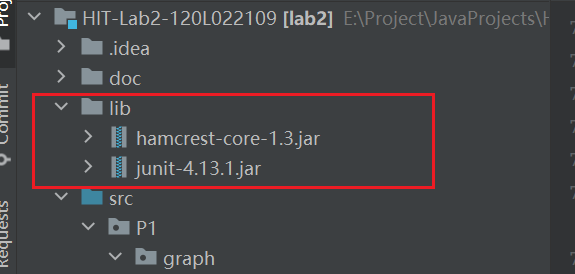 HIT-Lab2-120L022109 [lab2] E:\Project\JavaProjects\H
.idea
doc
lib
hamcrest-core-1.3.jar
junit-4.13.1.jar
src
P1
graph
Commit
Requests